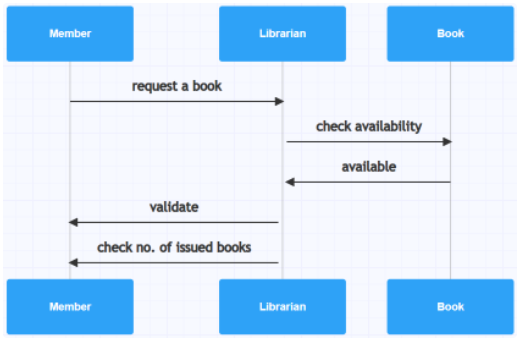 Member Librarian Book
request a book
check availability
available
validate
check no. of issued books
Member Librarian Book